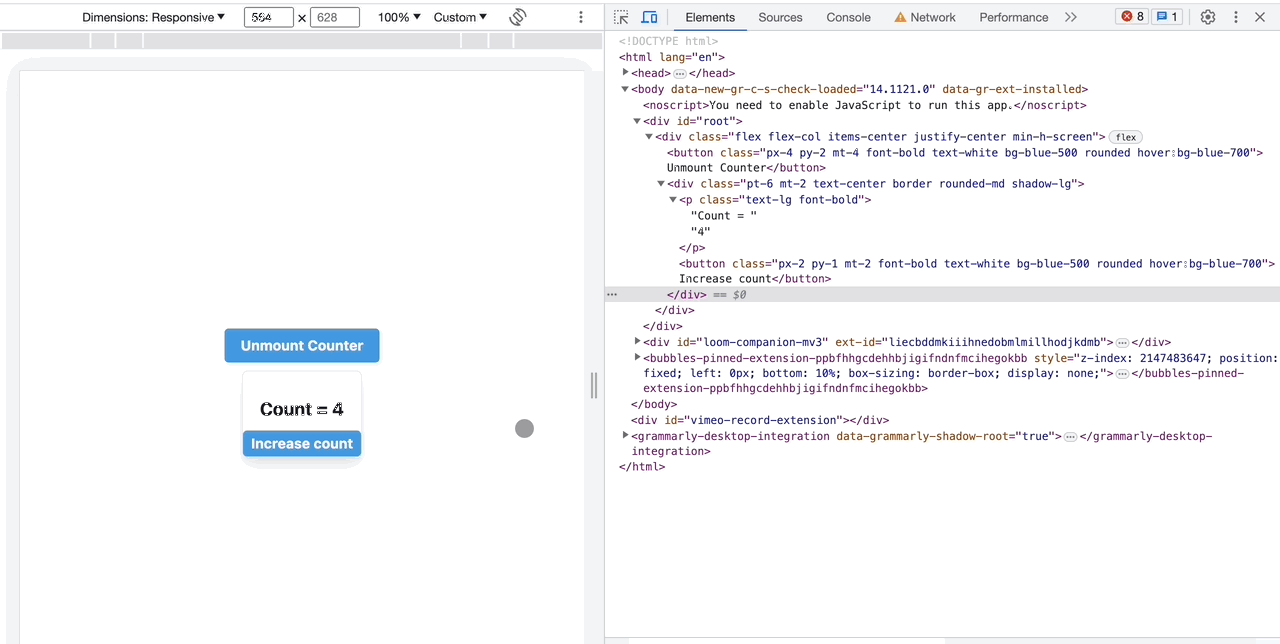 Dimensions: Responsive ▼ 564 × 628 100% ▼ Custom ▼
Elements Sources Console Network Performance 8 1
<!DOCTYPE html>
<html lang="en">
<head> … </head>
<body data-new-gr-c-s-check-loaded="14.1121.0" data-gr-ext-installed>
<noscript>You need to enable JavaScript to run this app.</noscript>
<div id="root">
<div class="flex flex-col items-center justify-center min-h-screen"> flex
<button class="px-4 py-2 mt-4 font-bold text-white bg-blue-500 rounded hover:bg-blue-700">
Unmount Counter</button>
<div class="pt-6 mt-2 text-center border rounded-md shadow-lg">
<p class="text-lg font-bold">
"Count = "
"4"
</p>
<button class="px-2 py-1 mt-2 font-bold text-white bg-blue-500 rounded hover:bg-blue-700">
Increase count</button>
</div> == $0
</div>
</div>
<div id="loom-companion-mv3" ext-id="liecbddmkiiihnedobmlmillhodjkdmb"> … </div>
<bubbles-pinned-extension-ppbfhhgcdehhbjigifndnfmcihegokbb style="z-index: 2147483647; position:
fixed; left: 0px; bottom: 10%; box-sizing: border-box; display: none;"> … </bubbles-pinned-
extension-ppbfhhgcdehhbjigifndnfmcihegokbb>
</body>
<div id="vimeo-record-extension"></div>
<grammarly-desktop-integration data-grammarly-shadow-root="true"> … </grammarly-desktop-
integration>
</html>
Unmount Counter
Count = 4
Increase count